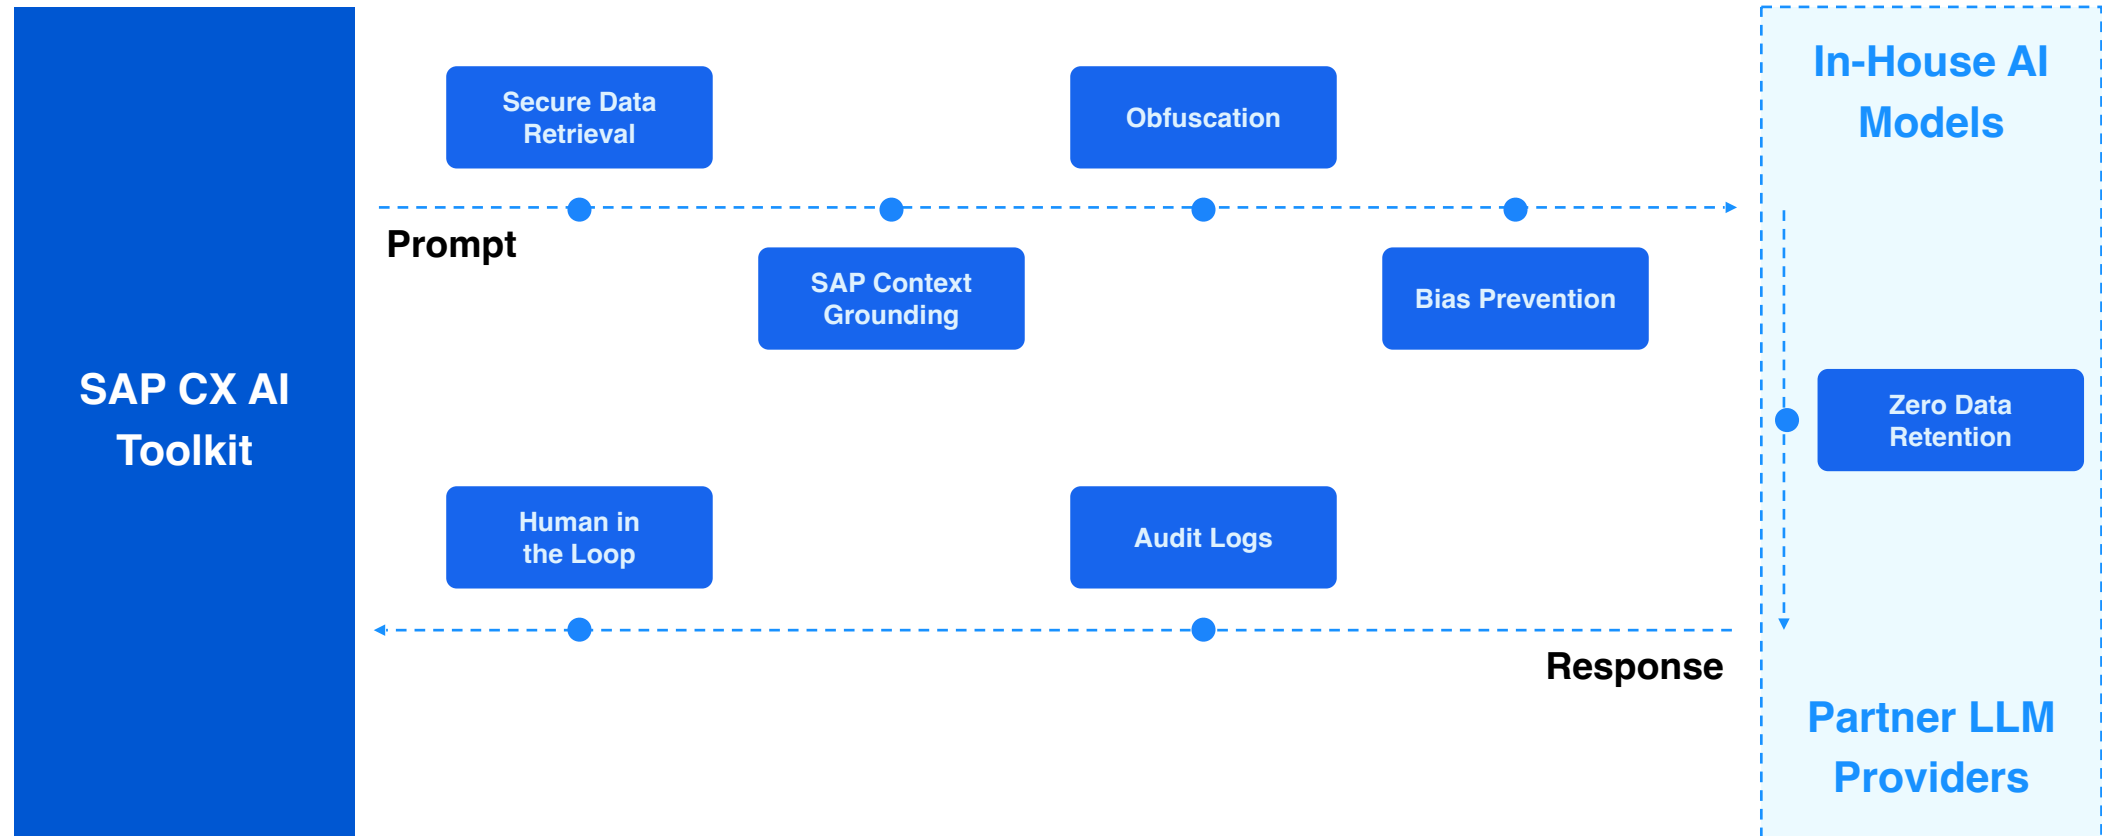 SAP CX AI
Toolkit
Secure Data
Retrieval
Obfuscation
Prompt
SAP Context
Grounding
Bias Prevention
Human in
the Loop
Audit Logs
Response
In-House AI
Models
Zero Data
Retention
Partner LLM
Providers